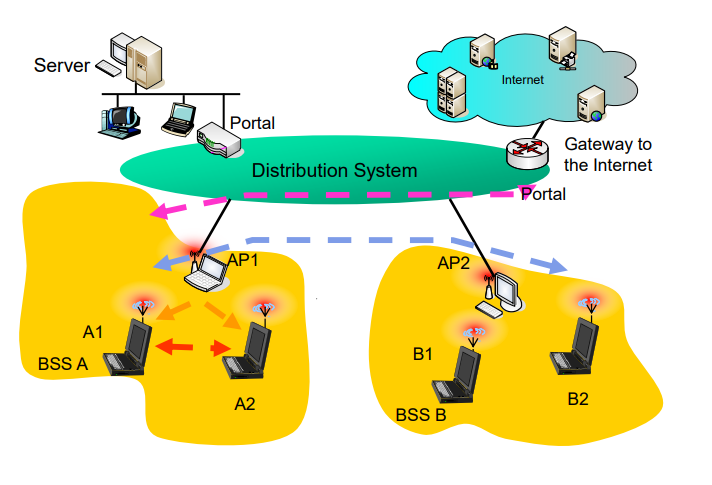 Server
Internet
Portal
Gateway to
the Internet
Distribution System
Portal
AP1
AP2
A1
BSS A
A2
B1
B2
BSS B